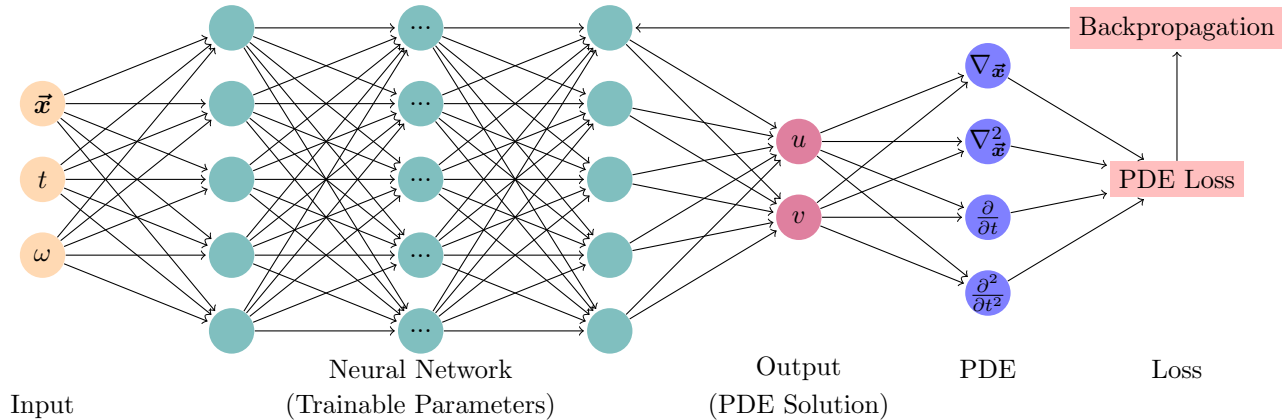 ... Backpropagation
∇ₓ⃗
x⃗ ...
u ∇²ₓ⃗
t ... PDE Loss
v ∂/∂t
ω ...
∂²/∂t²
...
Neural Network Output PDE Loss
Input (Trainable Parameters) (PDE Solution)